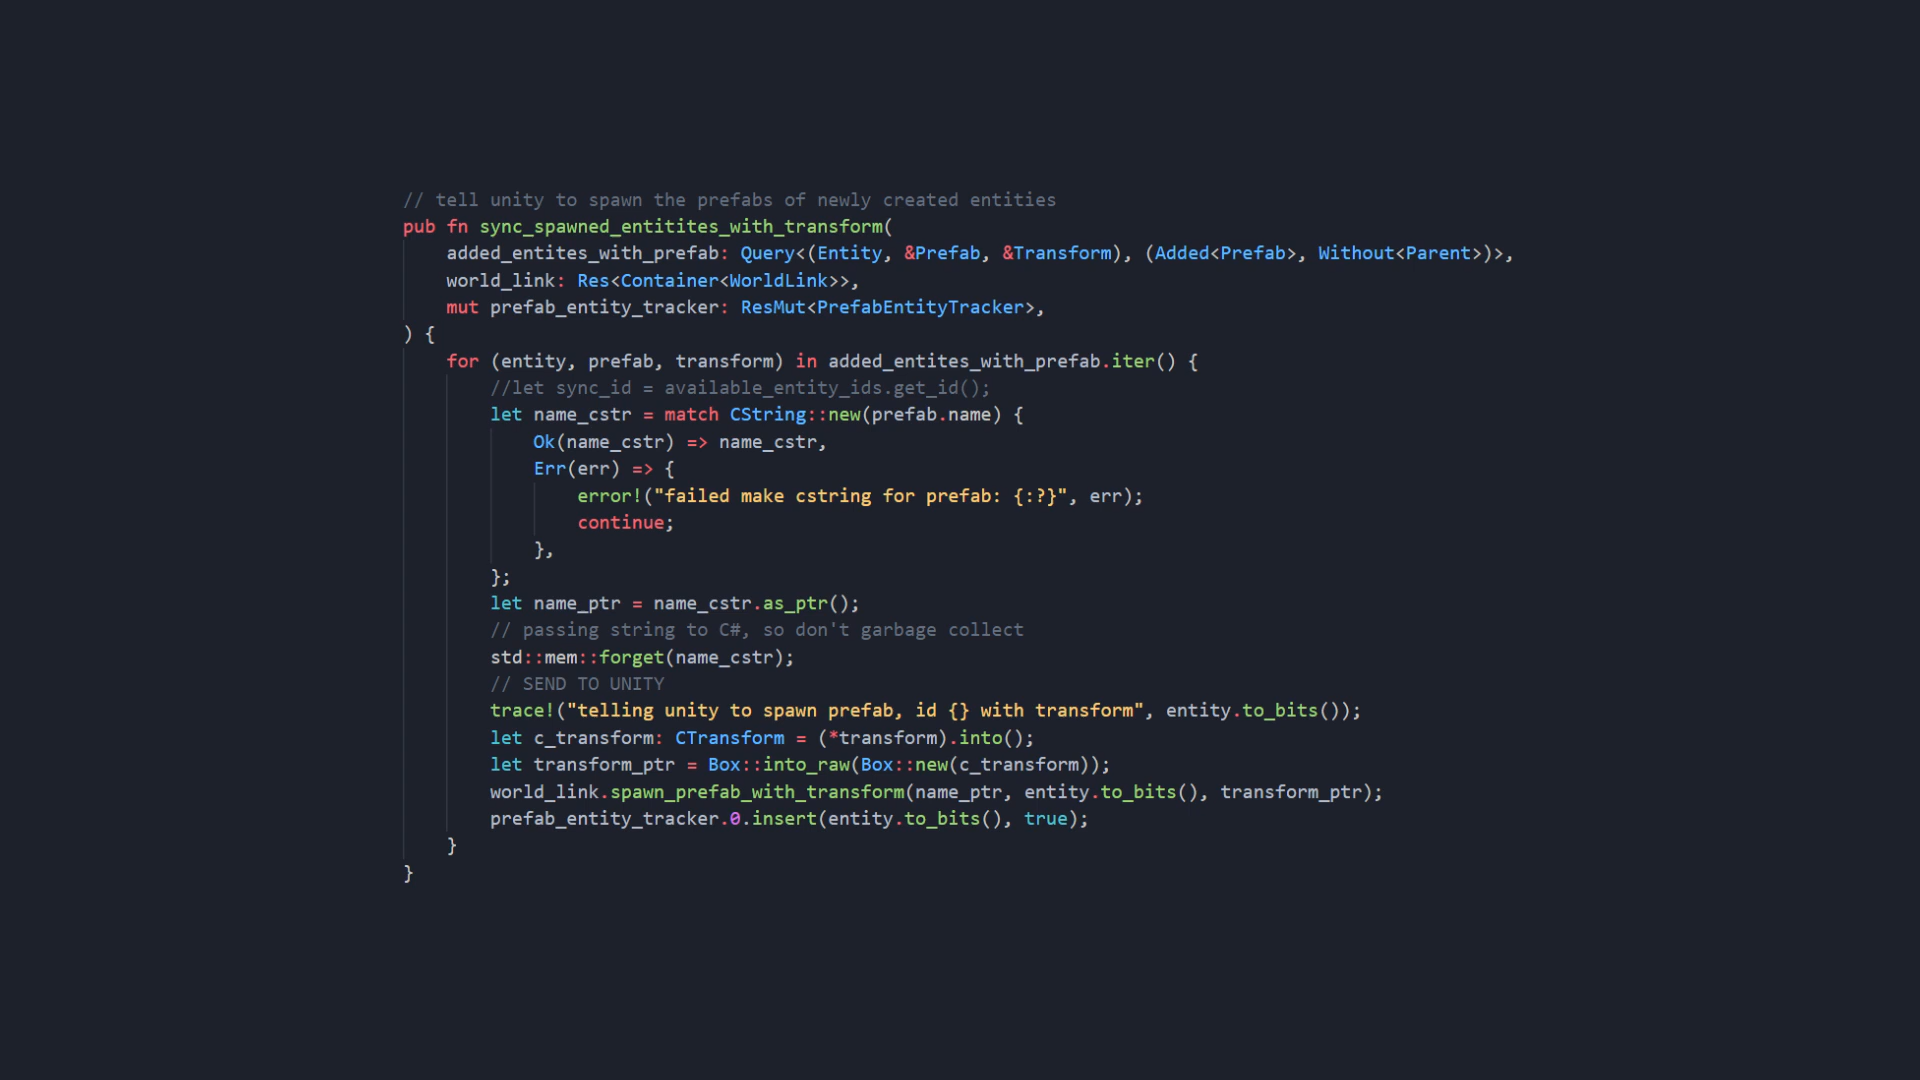 // tell unity to spawn the prefabs of newly created entities
pub fn sync_spawned_entitites_with_transform(
    added_entites_with_prefab: Query<(Entity, &Prefab, &Transform), (Added<Prefab>, Without<Parent>)>,
    world_link: Res<Container<WorldLink>>,
    mut prefab_entity_tracker: ResMut<PrefabEntityTracker>,
) {
    for (entity, prefab, transform) in added_entites_with_prefab.iter() {
        //let sync_id = available_entity_ids.get_id();
        let name_cstr = match CString::new(prefab.name) {
            Ok(name_cstr) => name_cstr,
            Err(err) => {
                error!("failed make cstring for prefab: {:?}", err);
                continue;
            },
        };
        let name_ptr = name_cstr.as_ptr();
        // passing string to C#, so don't garbage collect
        std::mem::forget(name_cstr);
        // SEND TO UNITY
        trace!("telling unity to spawn prefab, id {} with transform", entity.to_bits());
        let c_transform: CTransform = (*transform).into();
        let transform_ptr = Box::into_raw(Box::new(c_transform));
        world_link.spawn_prefab_with_transform(name_ptr, entity.to_bits(), transform_ptr);
        prefab_entity_tracker.0.insert(entity.to_bits(), true);
    }
}